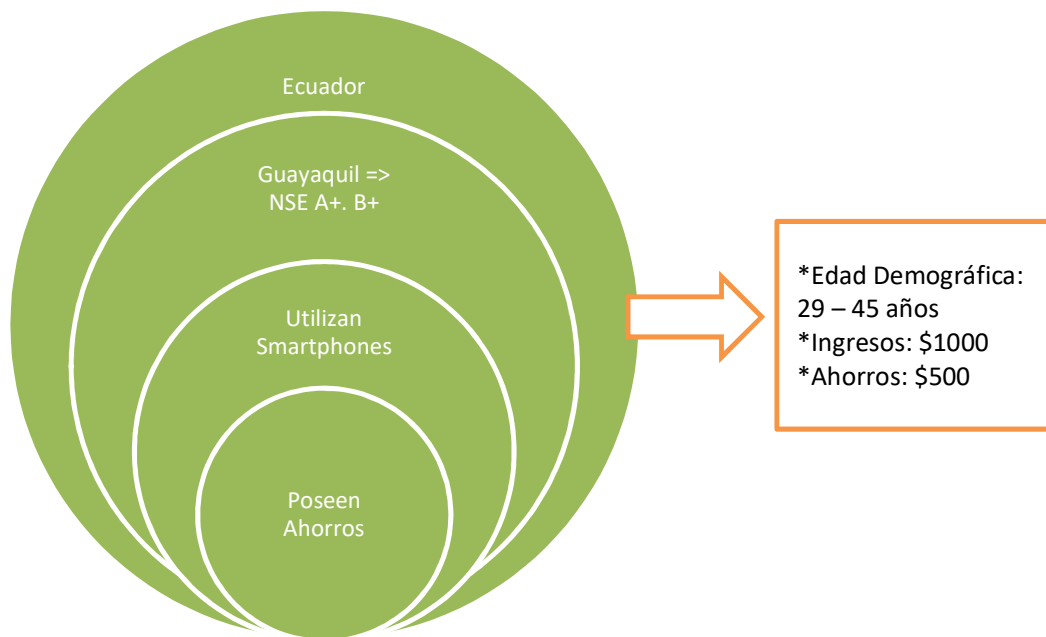 Ecuador
Guayaquil =>
NSE A+. B+
Utilizan
Smartphones
Poseen
Ahorros
*Edad Demográfica:
29 – 45 años
*Ingresos: $1000
*Ahorros: $500